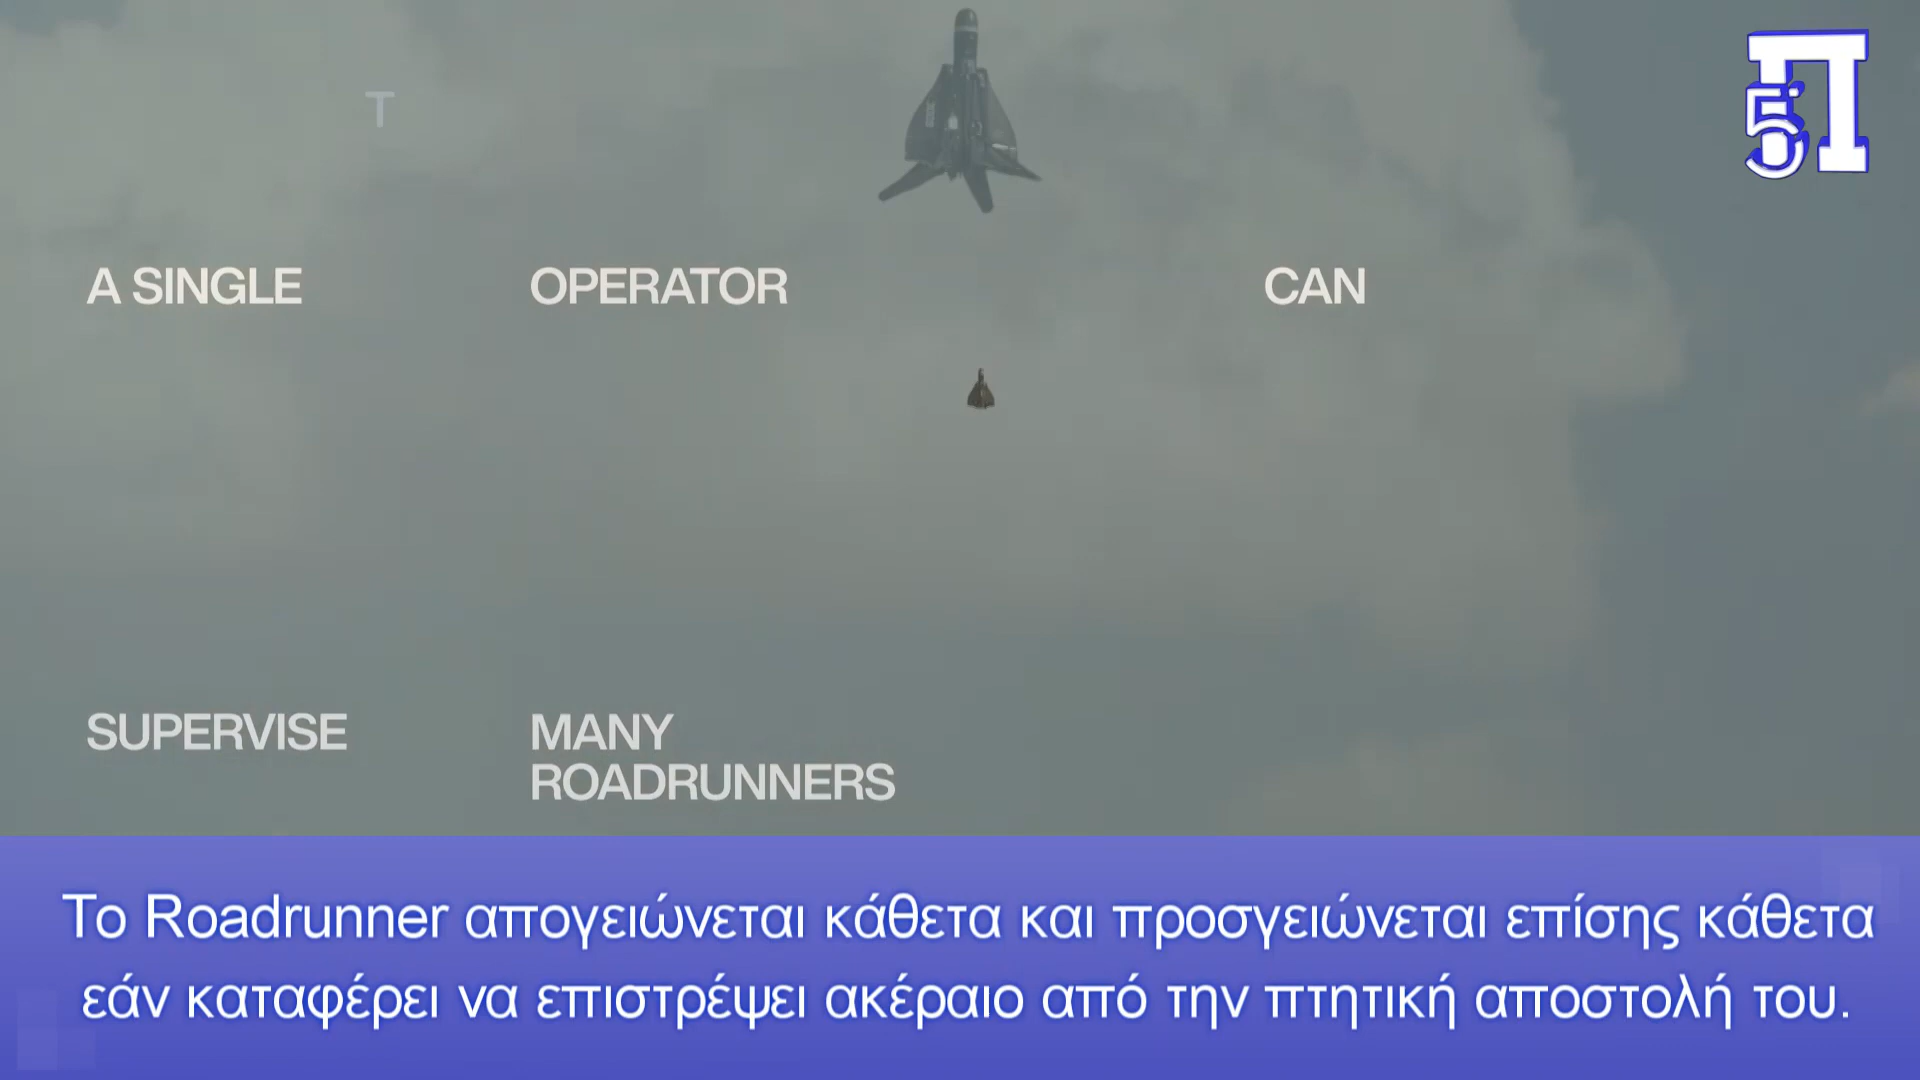 T
5Π
A SINGLE OPERATOR CAN
SUPERVISE MANY
ROADRUNNERS
Το Roadrunner απογειώνεται κάθετα και προσγειώνεται επίσης κάθετα
εάν καταφέρει να επιστρέψει ακέραιο από την πτητική αποστολή του.